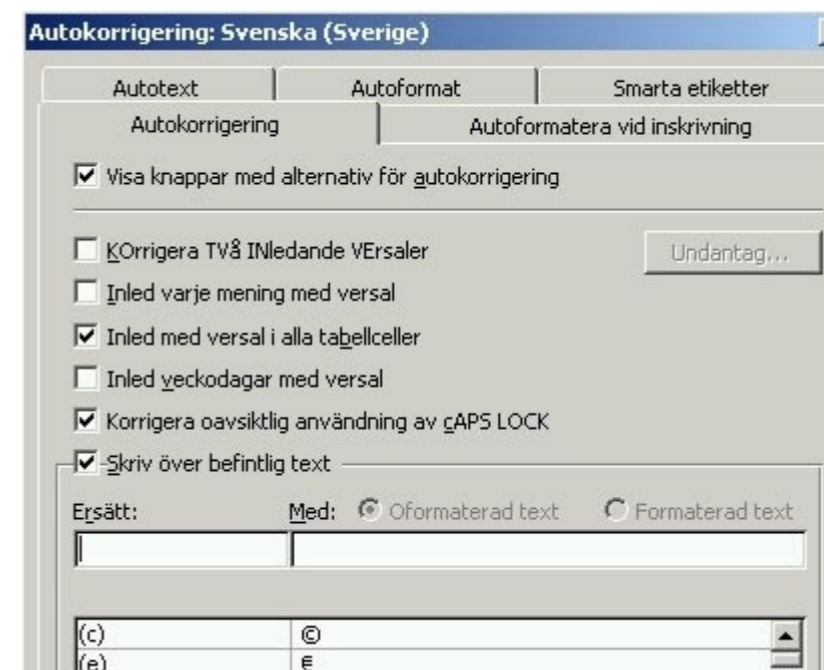 Autokorrigering: Svenska (Sverige)
Autotext Autoformat Smarta etiketter
Autokorrigering Autoformatera vid inskrivning
Visa knappar med alternativ för autokorrigering
KOrrigera TVå INledande VErsaler Undantag...
Inled varje mening med versal
Inled med versal i alla tabellceller
Inled veckodagar med versal
Korrigera oavsiktlig användning av cAPS LOCK
Skriv över befintlig text
Ersätt: Med: Oformaterad text Formaterad text
(c) ©
(e) €